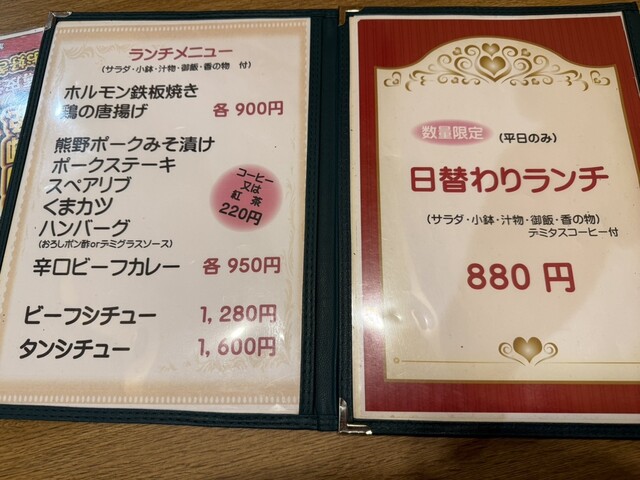 ランチメニュー
(サラダ・小鉢・汁物・御飯・香の物 付)
ホルモン鉄板焼き
鶏の唐揚げ 各 900円
熊野ポークみそ漬け
ポークステーキ
スペアリブ
くまカツ
ハンバーグ
(おろしポン酢orデミグラスソース)
辛口ビーフカレー 各 950円
コーヒー
又は
紅 茶
220円
ビーフシチュー 1,280円
タンシチュー 1,600円
数量限定 (平日のみ)
日替わりランチ
(サラダ・小鉢・汁物・御飯・香の物)
デミタスコーヒー付
880 円